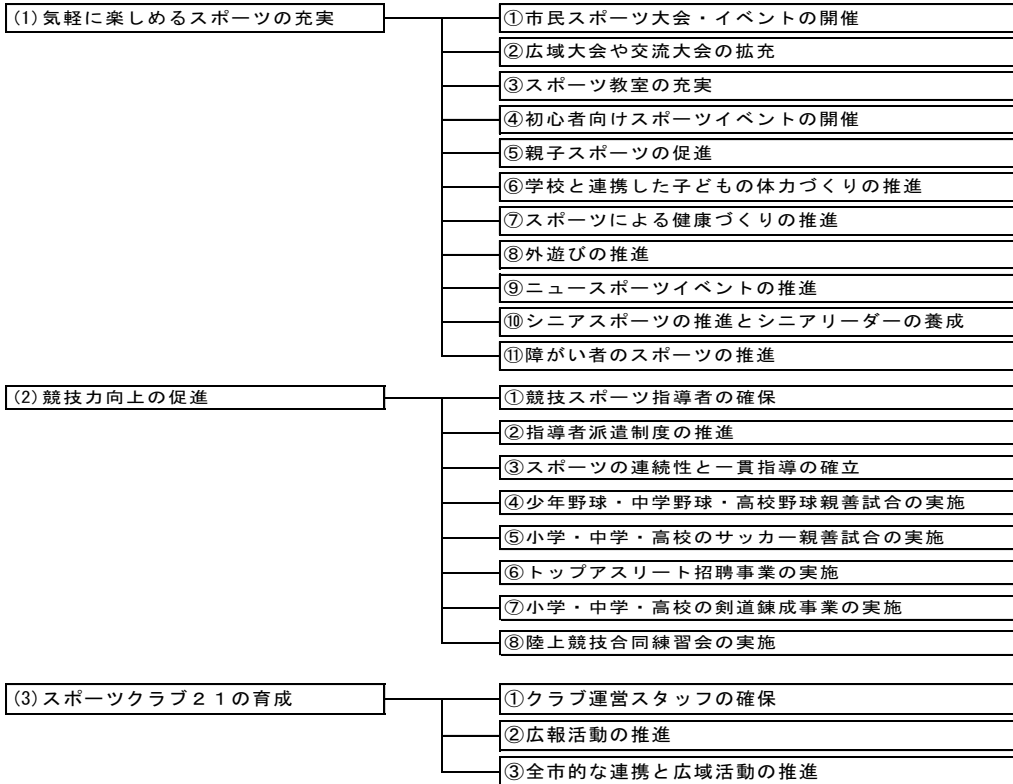 (1)気軽に楽しめるスポーツの充実
①市民スポーツ大会・イベントの開催
②広域大会や交流大会の拡充
③スポーツ教室の充実
④初心者向けスポーツイベントの開催
⑤親子スポーツの促進
⑥学校と連携した子どもの体力づくりの推進
⑦スポーツによる健康づくりの推進
⑧外遊びの推進
⑨ニュースポーツイベントの推進
⑩シニアスポーツの推進とシニアリーダーの養成
⑪障がい者のスポーツの推進
(2)競技力向上の促進
①競技スポーツ指導者の確保
②指導者派遣制度の推進
③スポーツの連続性と一貫指導の確立
④少年野球・中学野球・高校野球親善試合の実施
⑤小学・中学・高校のサッカー親善試合の実施
⑥トップアスリート招聘事業の実施
⑦小学・中学・高校の剣道錬成事業の実施
⑧陸上競技合同練習会の実施
(3)スポーツクラブ21の育成
①クラブ運営スタッフの確保
②広報活動の推進
③全市的な連携と広域活動の推進